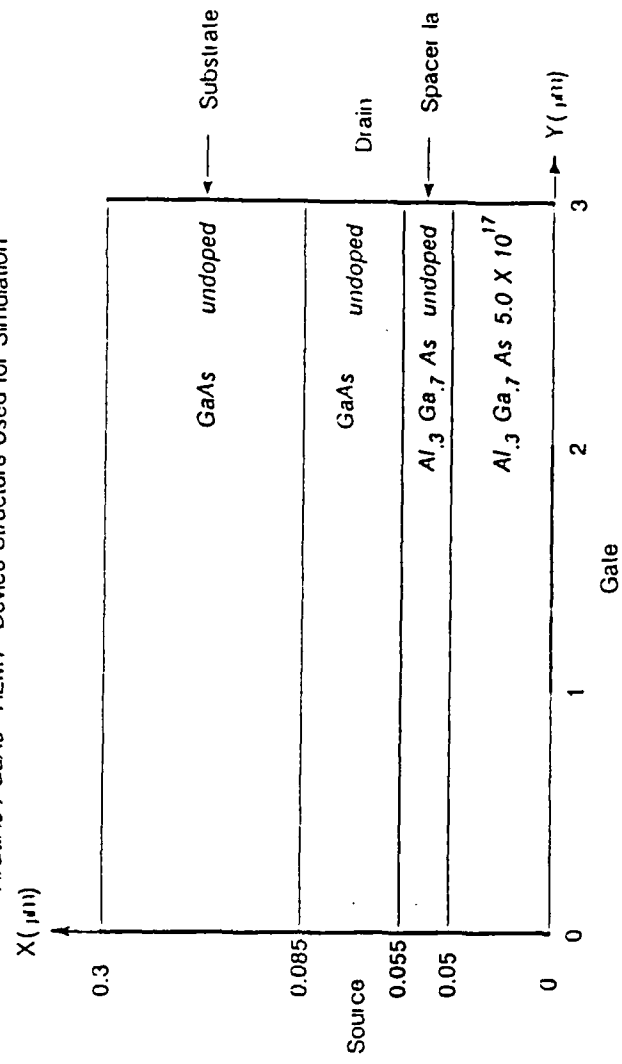 Device Structure Used for Simulation
X( μm)
0.3
GaAs undoped
Substrate
0.085
GaAs undoped
Source
Drain
0.055
Al.3 Ga.7 As undoped
Spacer la
0.05
Al.3 Ga.7 As 5.0 X 10^17
0
Y( μm)
0 1 2 3
Gate